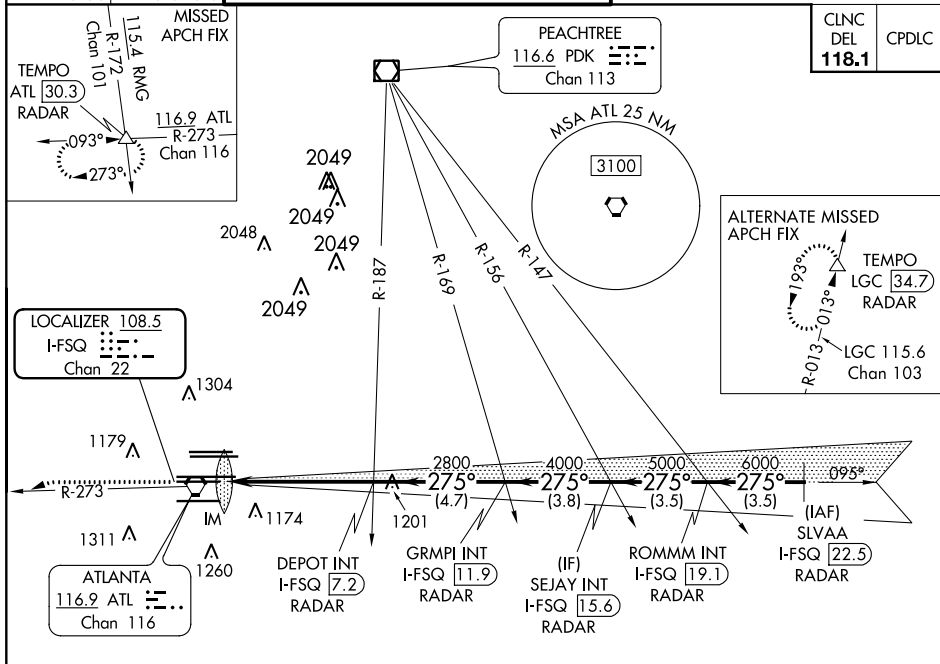 MISSED
APCH FIX
115.4 RMG
R-172
Chan 101
TEMPO
ATL 30.3
RADAR
116.9 ATL
R-273
Chan 116
093°
273°
PEACHTREE
116.6 PDK
Chan 113
CLNC
DEL
118.1
CPDLC
MSA ATL 25 NM
3100
2049
2049
2048
2049
2049
R-187
R-169
R-156
R-147
ALTERNATE MISSED
APCH FIX
193°
013°
TEMPO
LGC 34.7
RADAR
R-013
LGC 115.6
Chan 103
LOCALIZER 108.5
I-FSQ
Chan 22
1304
1179
R-273
IM
1174
1311
1260
1201
2800
275°
(4.7)
4000
275°
(3.8)
5000
275°
(3.5)
6000
275°
(3.5)
095°
ATLANTA
116.9 ATL
Chan 116
DEPOT INT
I-FSQ 7.2
RADAR
GRMPI INT
I-FSQ 11.9
RADAR
(IF)
SEJAY INT
I-FSQ 15.6
RADAR
ROMMM INT
I-FSQ 19.1
RADAR
(IAF)
SLVAA
I-FSQ 22.5
RADAR